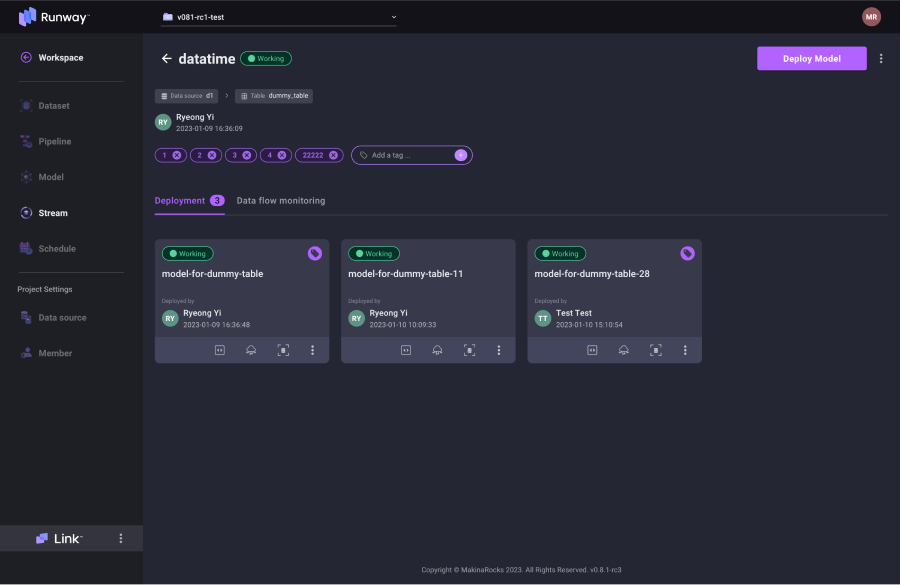 Runway™
v081-rc1-test
MR
Workspace
Dataset
Pipeline
Model
Stream
Schedule
Project Settings
Data source
Member
Link™
datatime
Working
Deploy Model
Data source d1
Table dummy_table
RY
Ryeong Yi
2023-01-09 16:36:09
1
2
3
4
22222
Add a tag ...
Deployment 3
Data flow monitoring
Working
model-for-dummy-table
Deployed by
RY
Ryeong Yi
2023-01-09 16:36:48
Working
model-for-dummy-table-11
Deployed by
RY
Ryeong Yi
2023-01-10 10:09:33
Working
model-for-dummy-table-28
Deployed by
TT
Test Test
2023-01-10 15:10:54
Copyright © MakinaRocks 2023. All Rights Reserved. v0.8.1-rc3